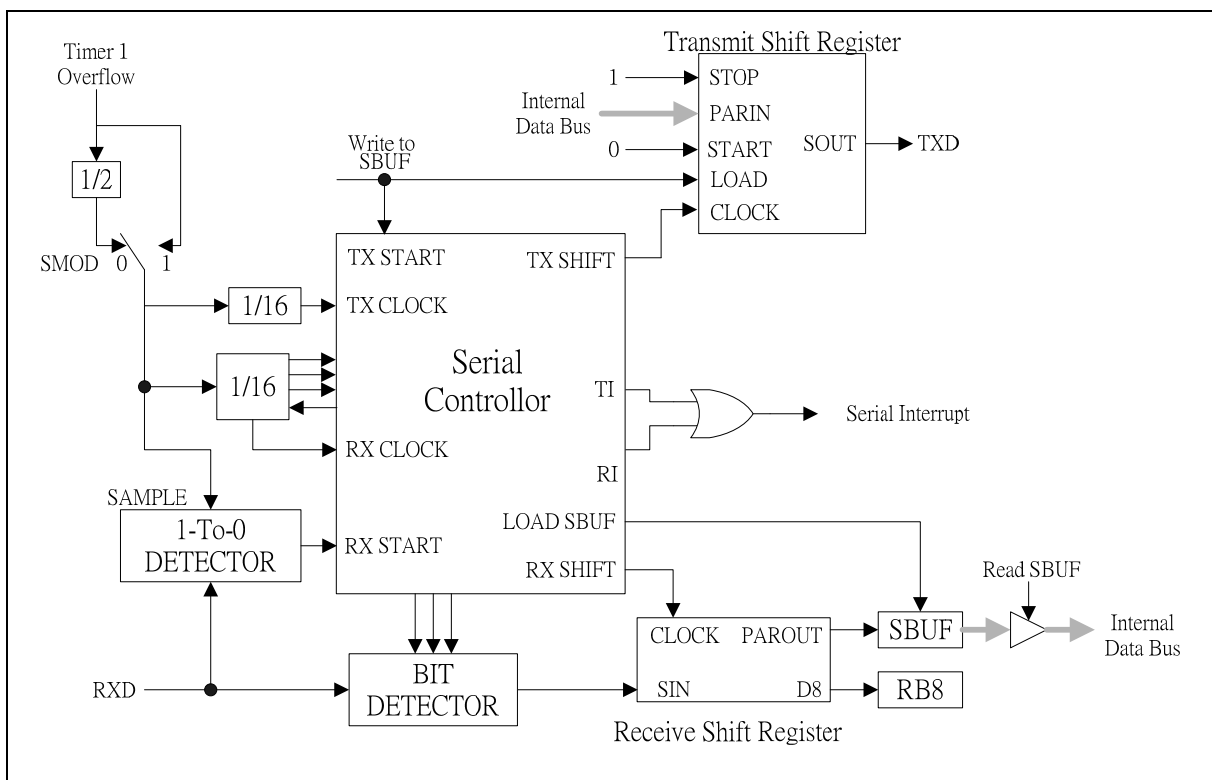 Timer 1
Overflow
1/2
SMOD 0 1
Transmit Shift Register
1
STOP
Internal
Data Bus
PARIN
0
START
SOUT
TXD
LOAD
CLOCK
Write to
SBUF
TX START
TX SHIFT
1/16
TX CLOCK
1/16
Serial
Controllor
TI
Serial Interrupt
RX CLOCK
RI
SAMPLE
1-To-0
DETECTOR
RX START
LOAD SBUF
RX SHIFT
Read SBUF
CLOCK
PAROUT
SBUF
Internal
Data Bus
RXD
BIT
DETECTOR
SIN
D8
RB8
Receive Shift Register